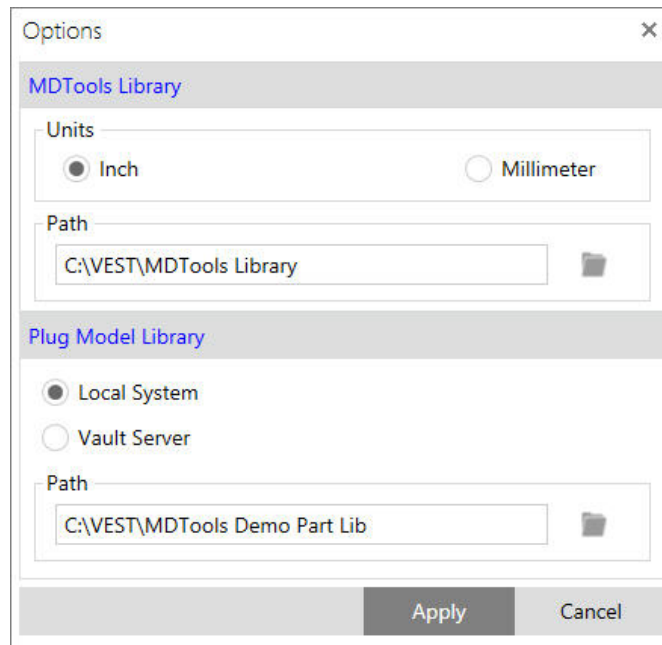 Options
MDTools Library
Units
Inch Millimeter
Path
C:\VEST\MDTools Library
Plug Model Library
Local System
Vault Server
Path
C:\VEST\MDTools Demo Part Lib
Apply Cancel